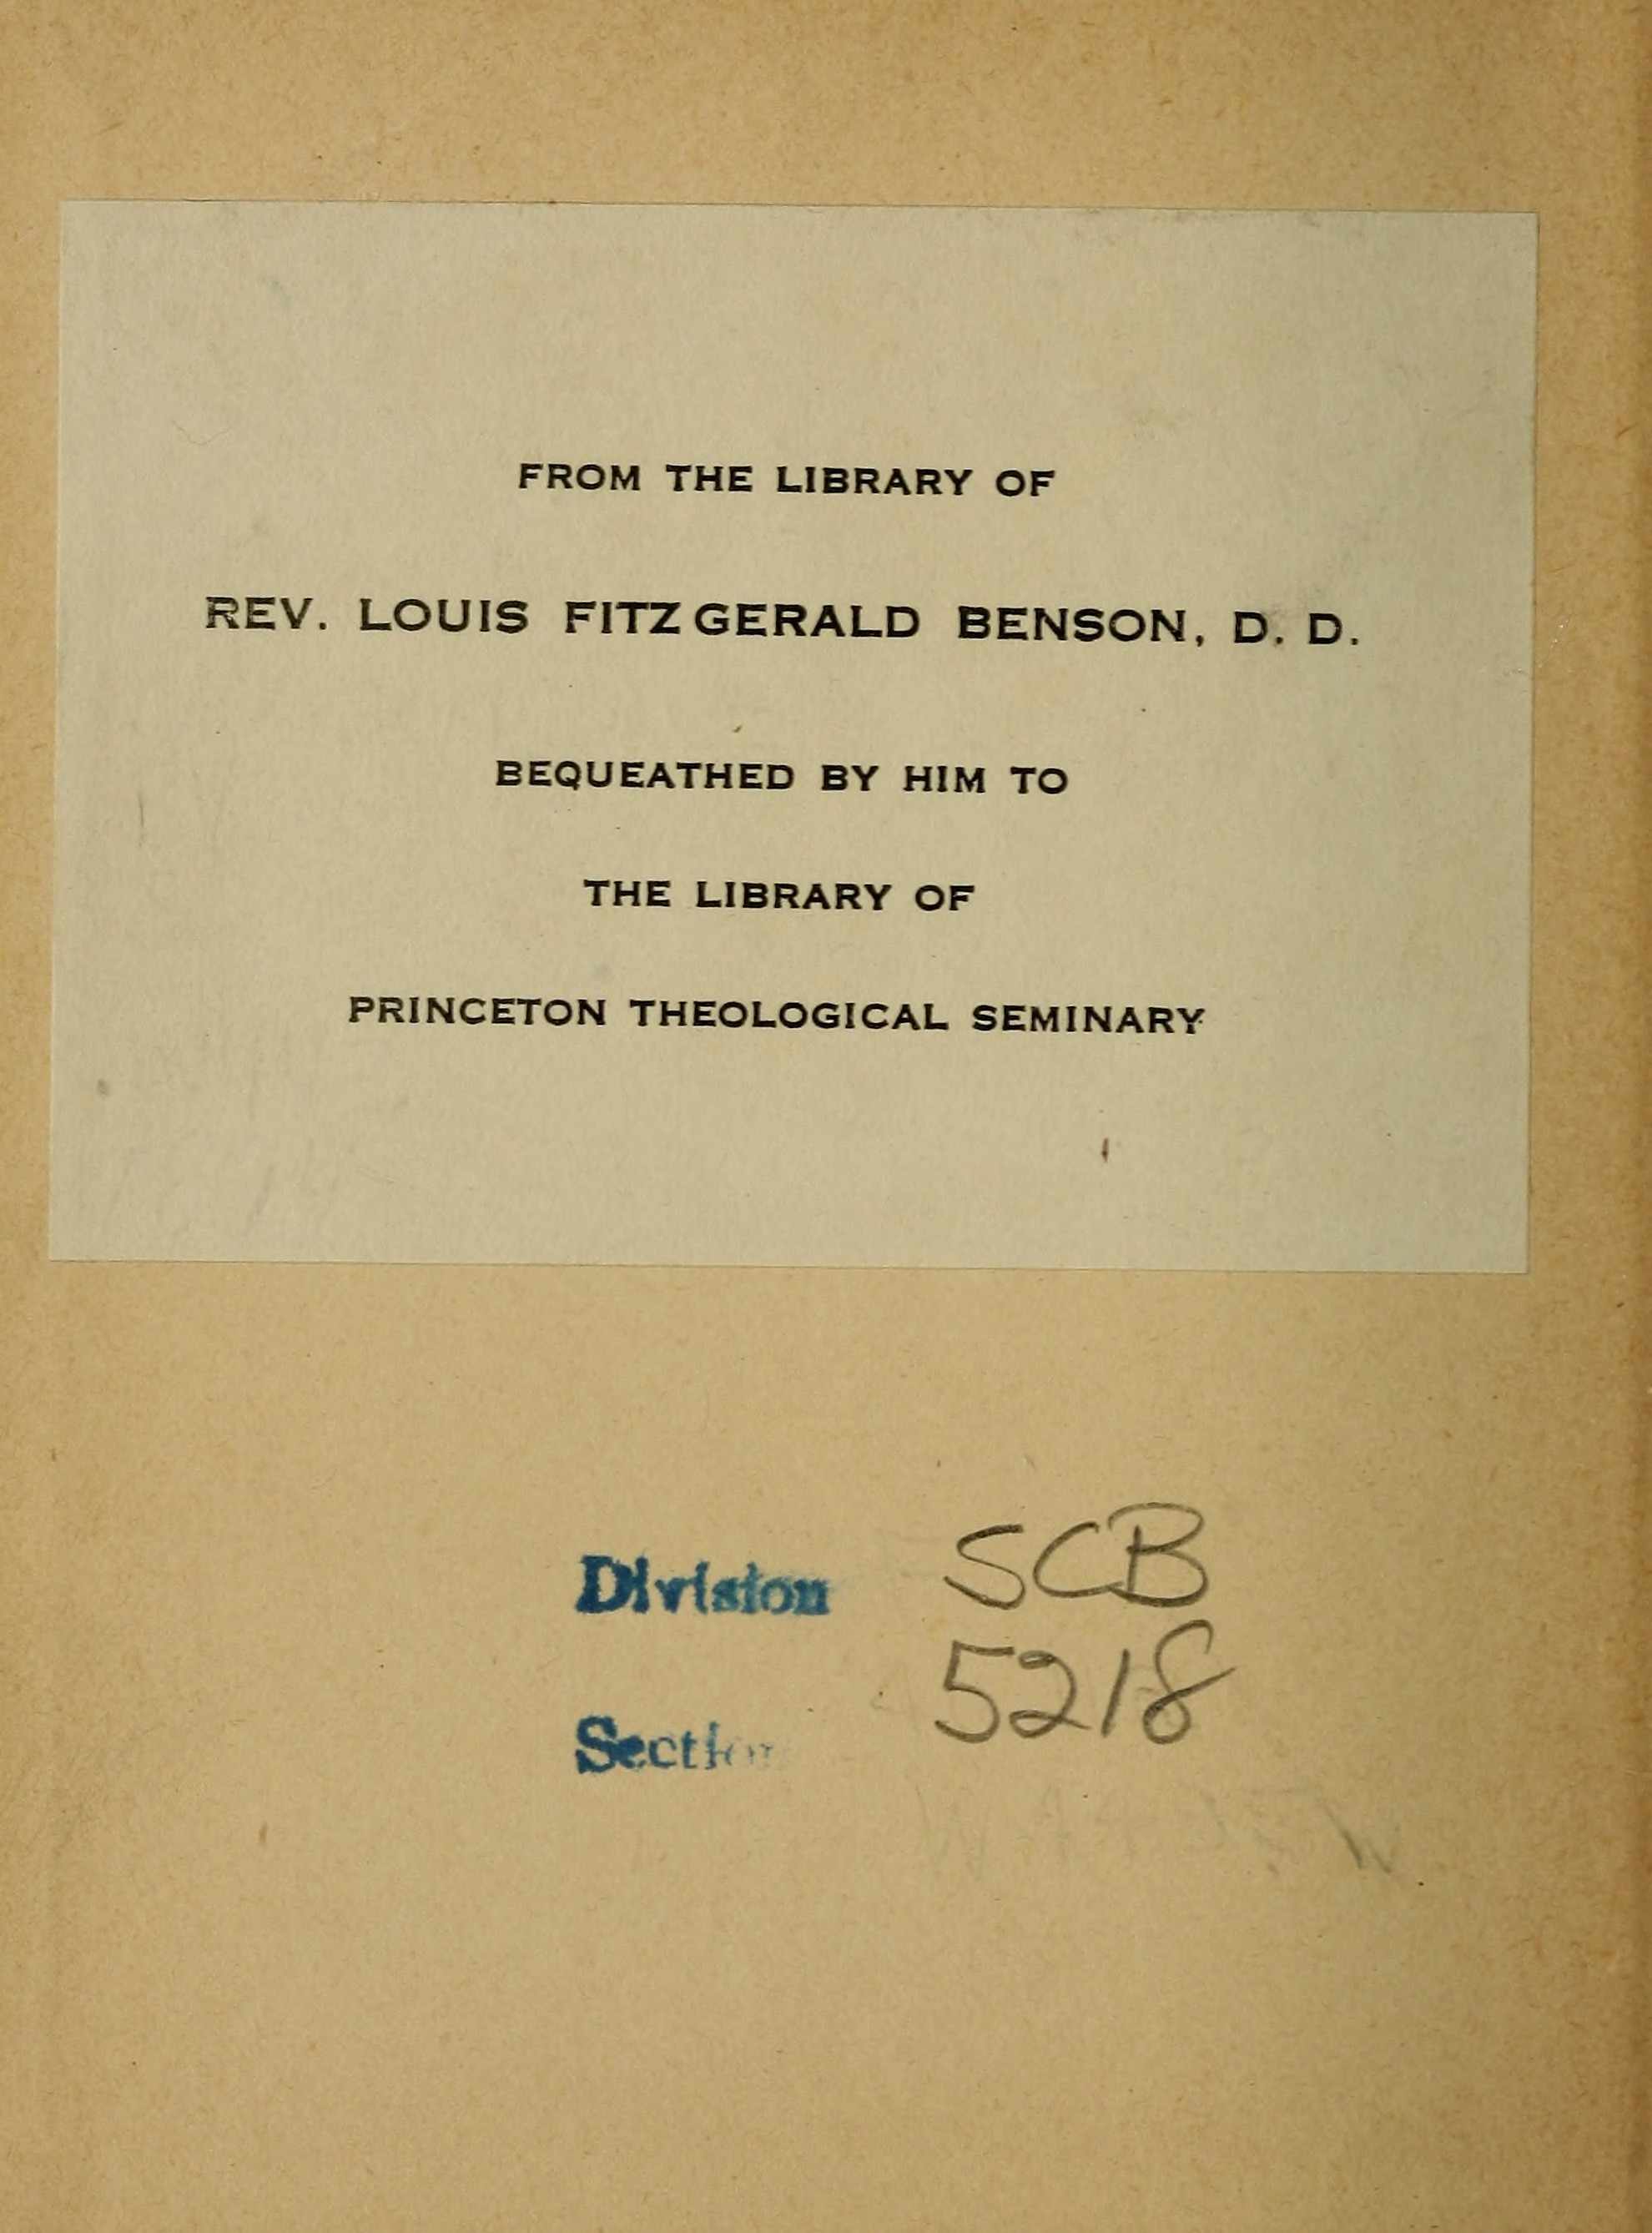 FROM THE LIBRARY OF
REV. LOUIS FITZGERALD BENSON, D. D.
BEQUEATHED BY HIM TO
THE LIBRARY OF
PRINCETON THEOLOGICAL SEMINARY
Division SCB
5218
Section